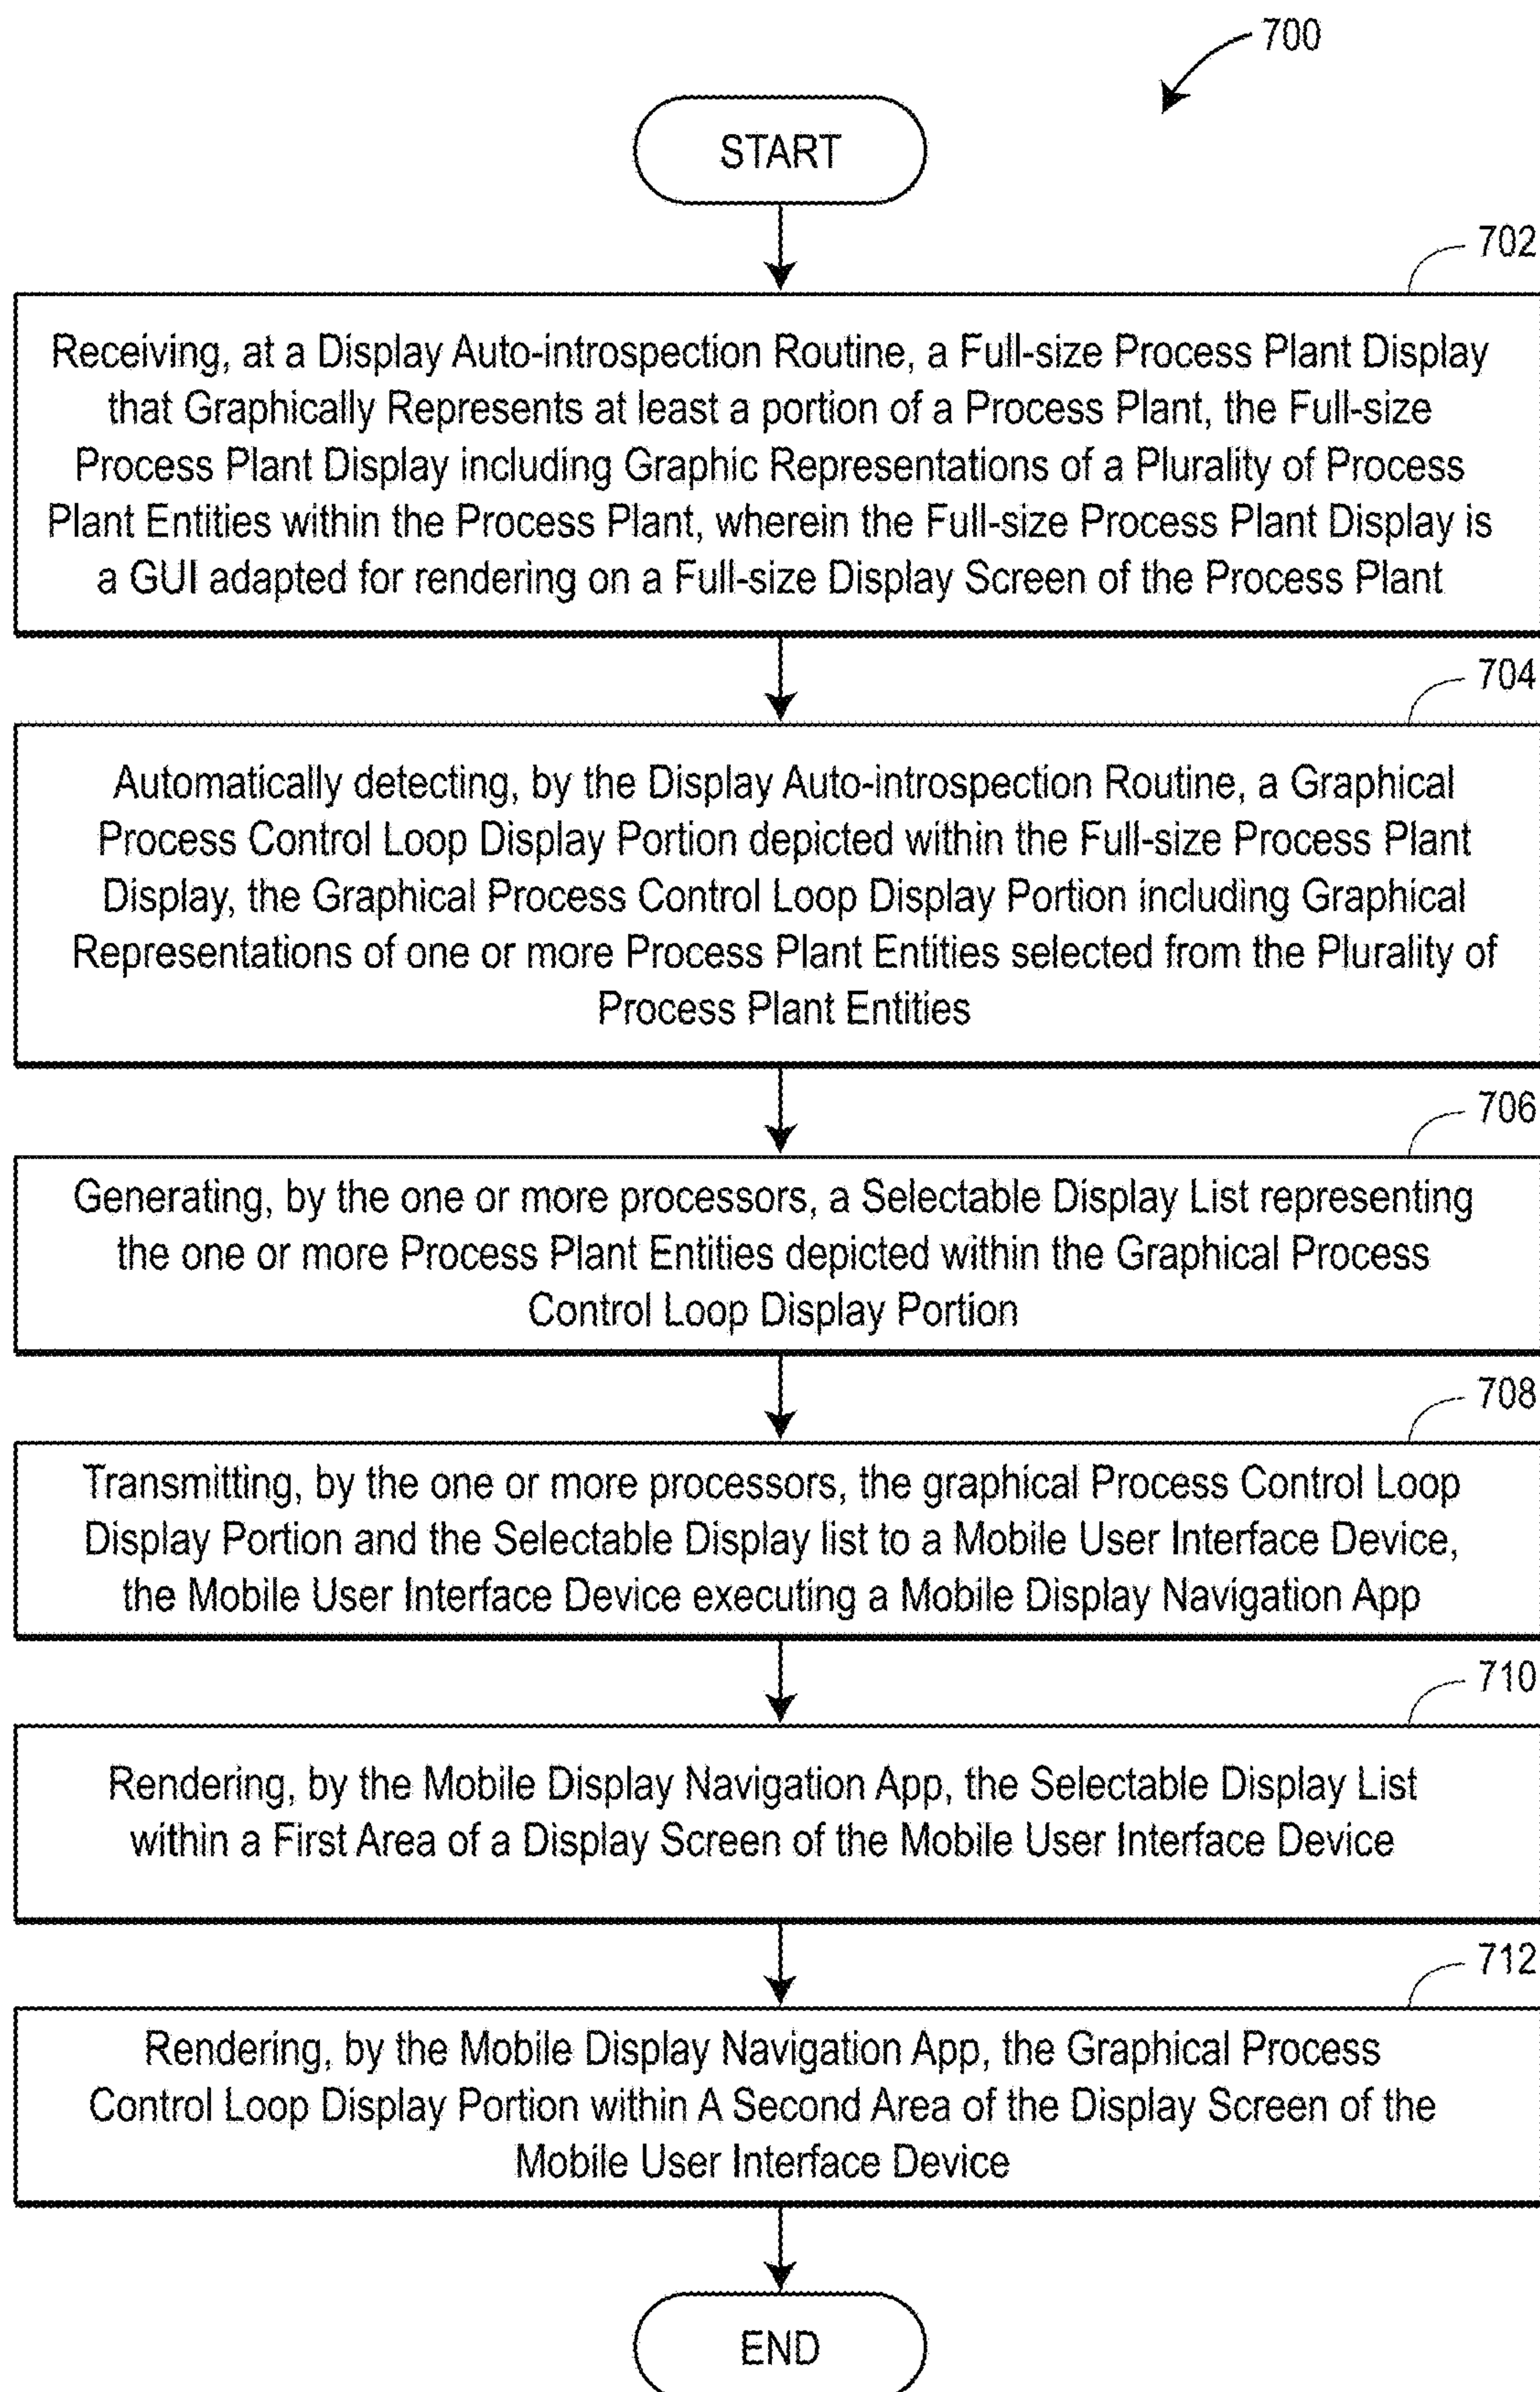 700
START
702
Receiving, at a Display Auto-introspection Routine, a Full-size Process Plant Display
that Graphically Represents at least a portion of a Process Plant, the Full-size
Process Plant Display including Graphic Representations of a Plurality of Process
Plant Entities within the Process Plant, wherein the Full-size Process Plant Display is
a GUI adapted for rendering on a Full-size Display Screen of the Process Plant
704
Automatically detecting, by the Display Auto-introspection Routine, a Graphical
Process Control Loop Display Portion depicted within the Full-size Process Plant
Display, the Graphical Process Control Loop Display Portion including Graphical
Representations of one or more Process Plant Entities selected from the Plurality of
Process Plant Entities
706
Generating, by the one or more processors, a Selectable Display List representing
the one or more Process Plant Entities depicted within the Graphical Process
Control Loop Display Portion
708
Transmitting, by the one or more processors, the graphical Process Control Loop
Display Portion and the Selectable Display list to a Mobile User Interface Device,
the Mobile User Interface Device executing a Mobile Display Navigation App
710
Rendering, by the Mobile Display Navigation App, the Selectable Display List
within a First Area of a Display Screen of the Mobile User Interface Device
712
Rendering, by the Mobile Display Navigation App, the Graphical Process
Control Loop Display Portion within A Second Area of the Display Screen of the
Mobile User Interface Device
END